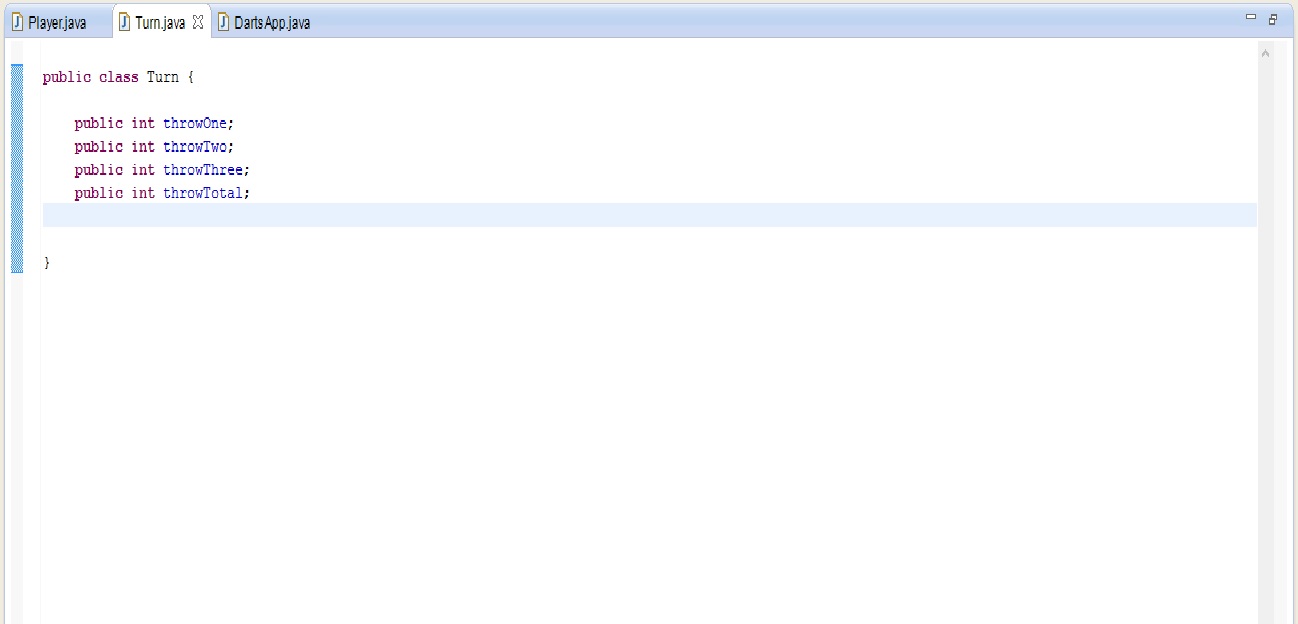 Player.java Turn.java DartsApp.java
public class Turn {
public int throwOne;
public int throwTwo;
public int throwThree;
public int throwTotal;
}